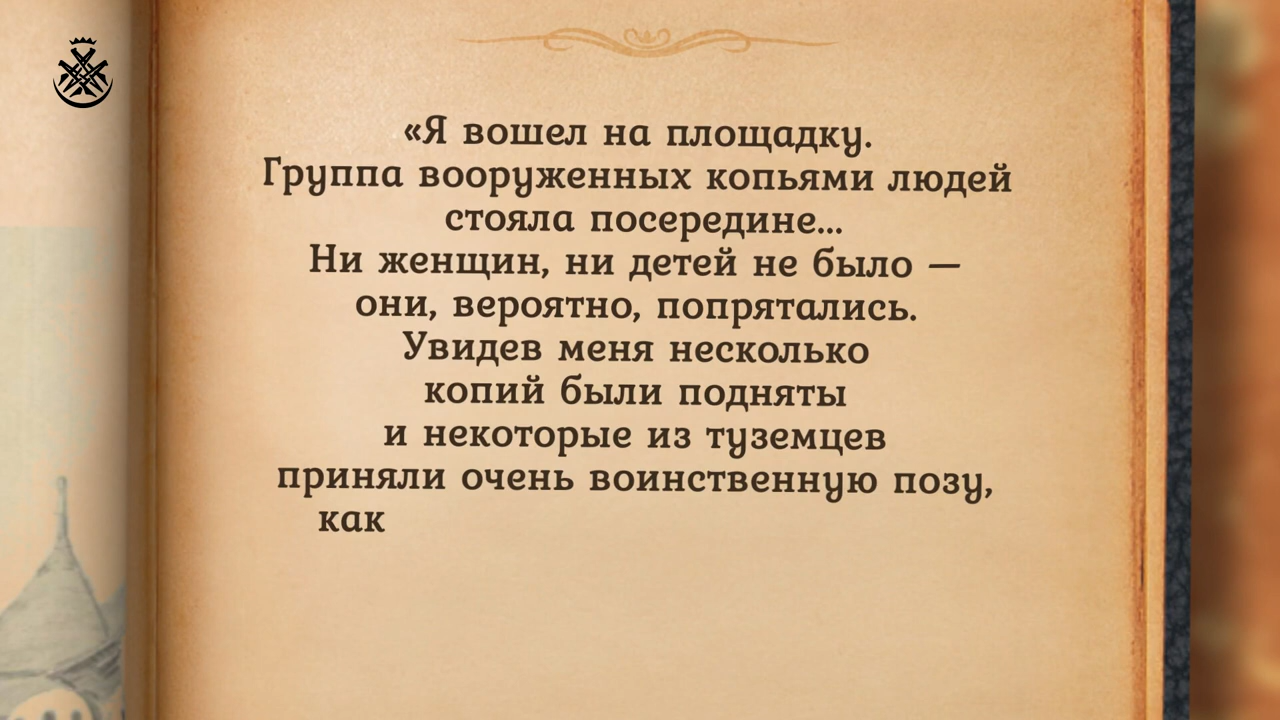 «Я вошел на площадку.
Группа вооруженных копьями людей
стояла посередине...
Ни женщин, ни детей не было —
они, вероятно, попрятались.
Увидев меня несколько
копий были подняты
и некоторые из туземцев
приняли очень воинственную позу,
как